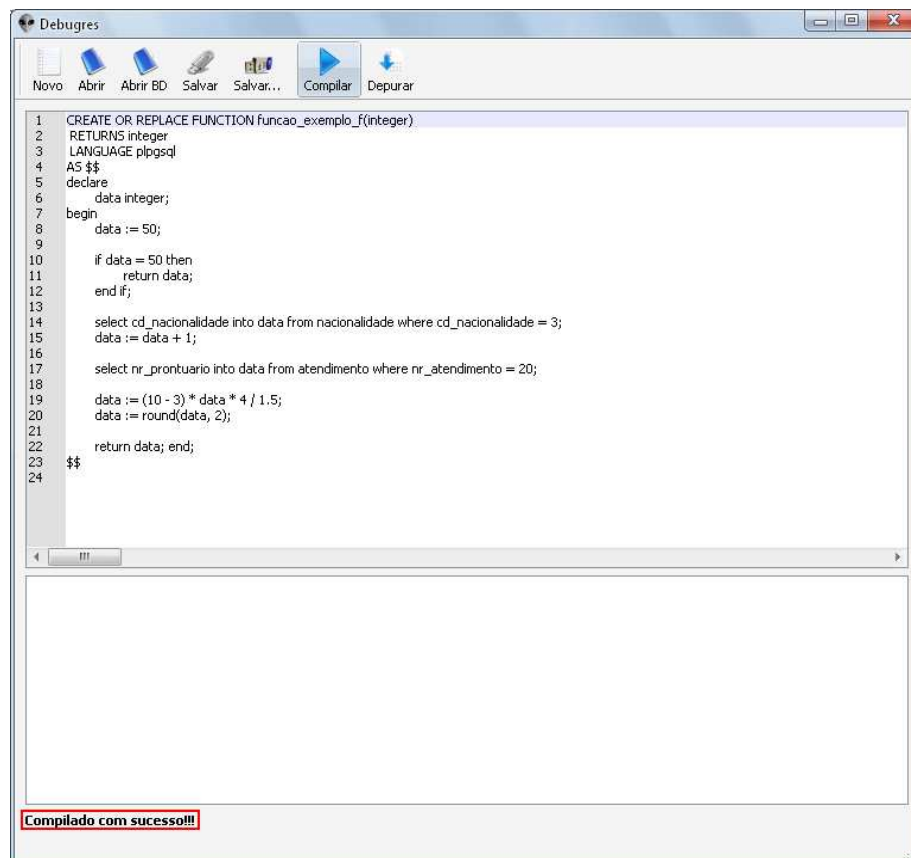 Debugres
Novo Abrir Abrir BD Salvar Salvar... Compilar Depurar
1 CREATE OR REPLACE FUNCTION funcao_exemplo_f(integer)
2 RETURNS integer
3 LANGUAGE plpgsql
4 AS $$
5 declare
6 data integer;
7 begin
8 data := 50;
9
10 if data = 50 then
11 return data;
12 end if;
13
14 select cd_nacionalidade into data from nacionalidade where cd_nacionalidade = 3;
15 data := data + 1;
16
17 select nr_prontuario into data from atendimento where nr_atendimento = 20;
18
19 data := (10 - 3) * data * 4 / 1.5;
20 data := round(data, 2);
21
22 return data; end;
23 $$
24
Compilado com sucesso!!!